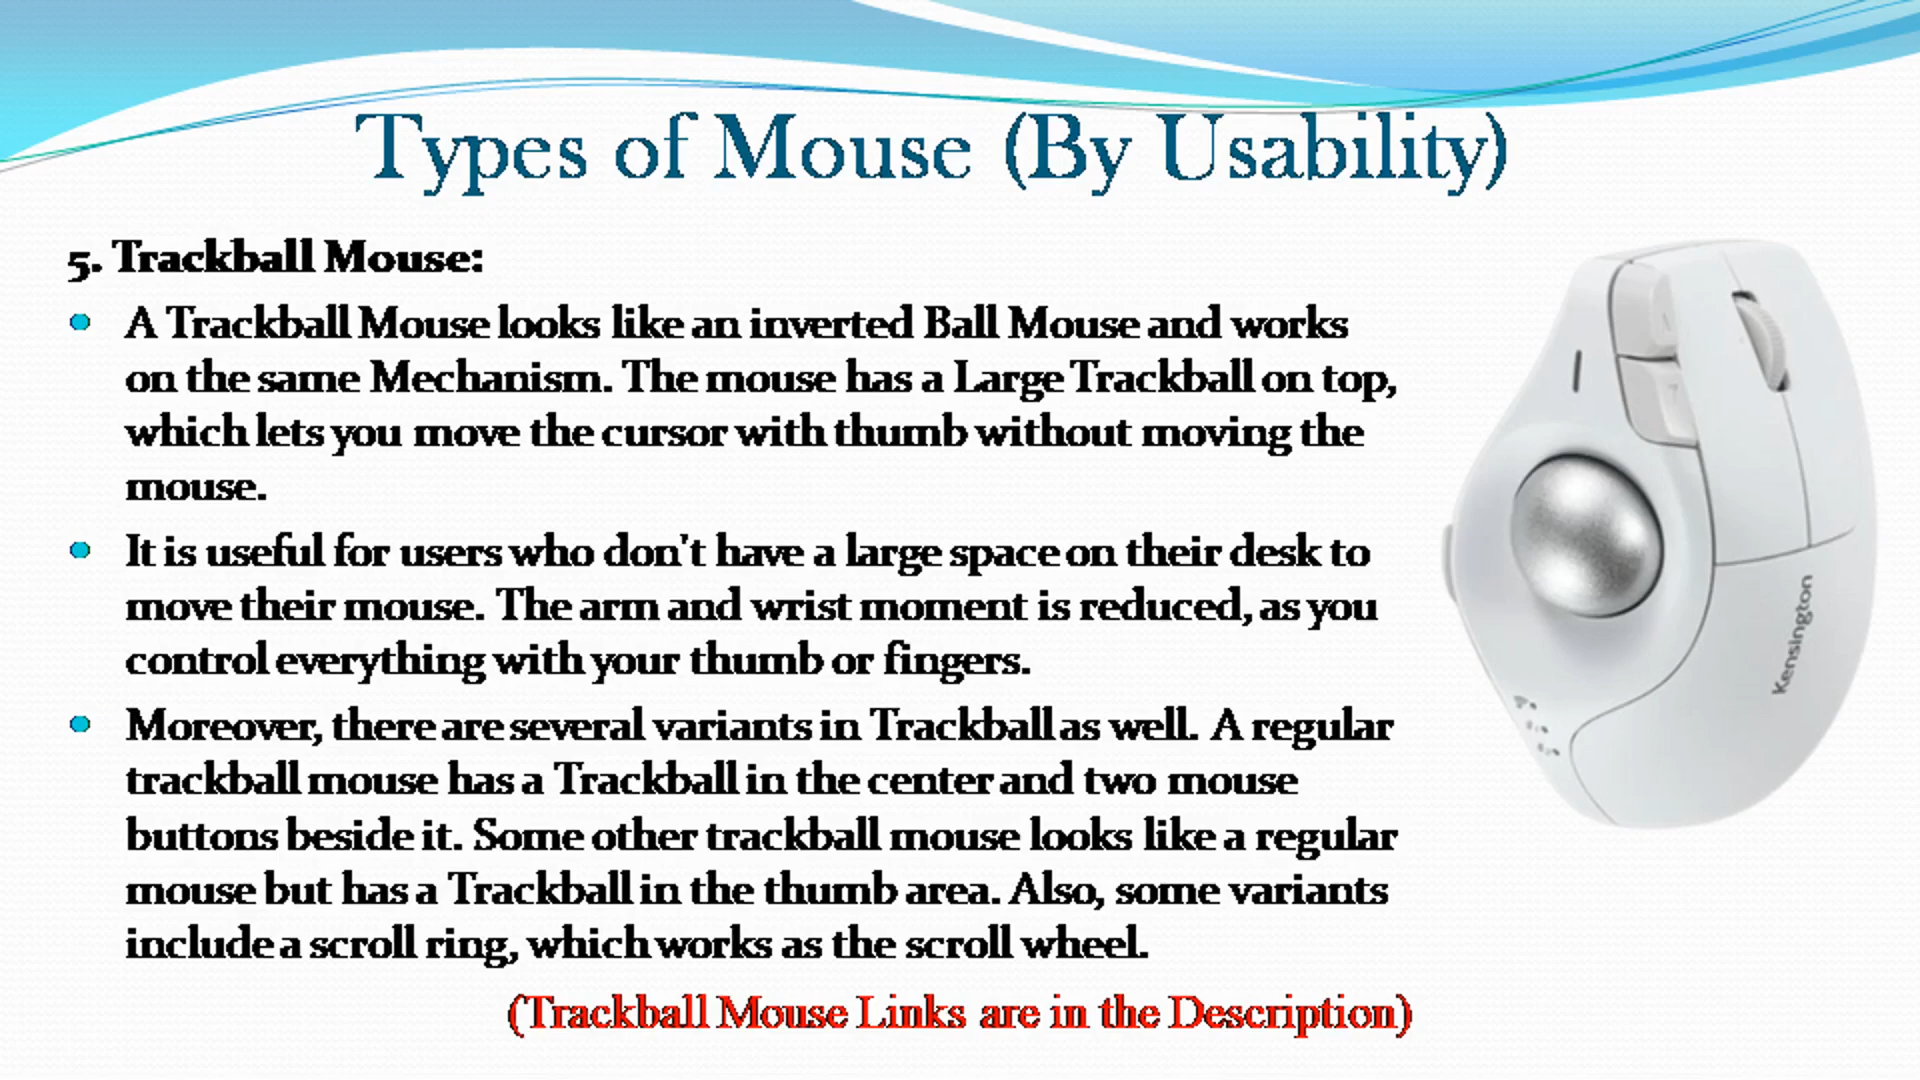 Types of Mouse (By Usability)
5. Trackball Mouse:
A Trackball Mouse looks like an inverted Ball Mouse and works
on the same Mechanism. The mouse has a Large Trackball on top,
which lets you move the cursor with thumb without moving the
mouse.
It is useful for users who don't have a large space on their desk to
move their mouse. The arm and wrist moment is reduced, as you
control everything with your thumb or fingers.
Moreover, there are several variants in Trackball as well. A regular
trackball mouse has a Trackball in the center and two mouse
buttons beside it. Some other trackball mouse looks like a regular
mouse but has a Trackball in the thumb area. Also, some variants
include a scroll ring, which works as the scroll wheel.
(Trackball Mouse Links are in the Description)
Kensington